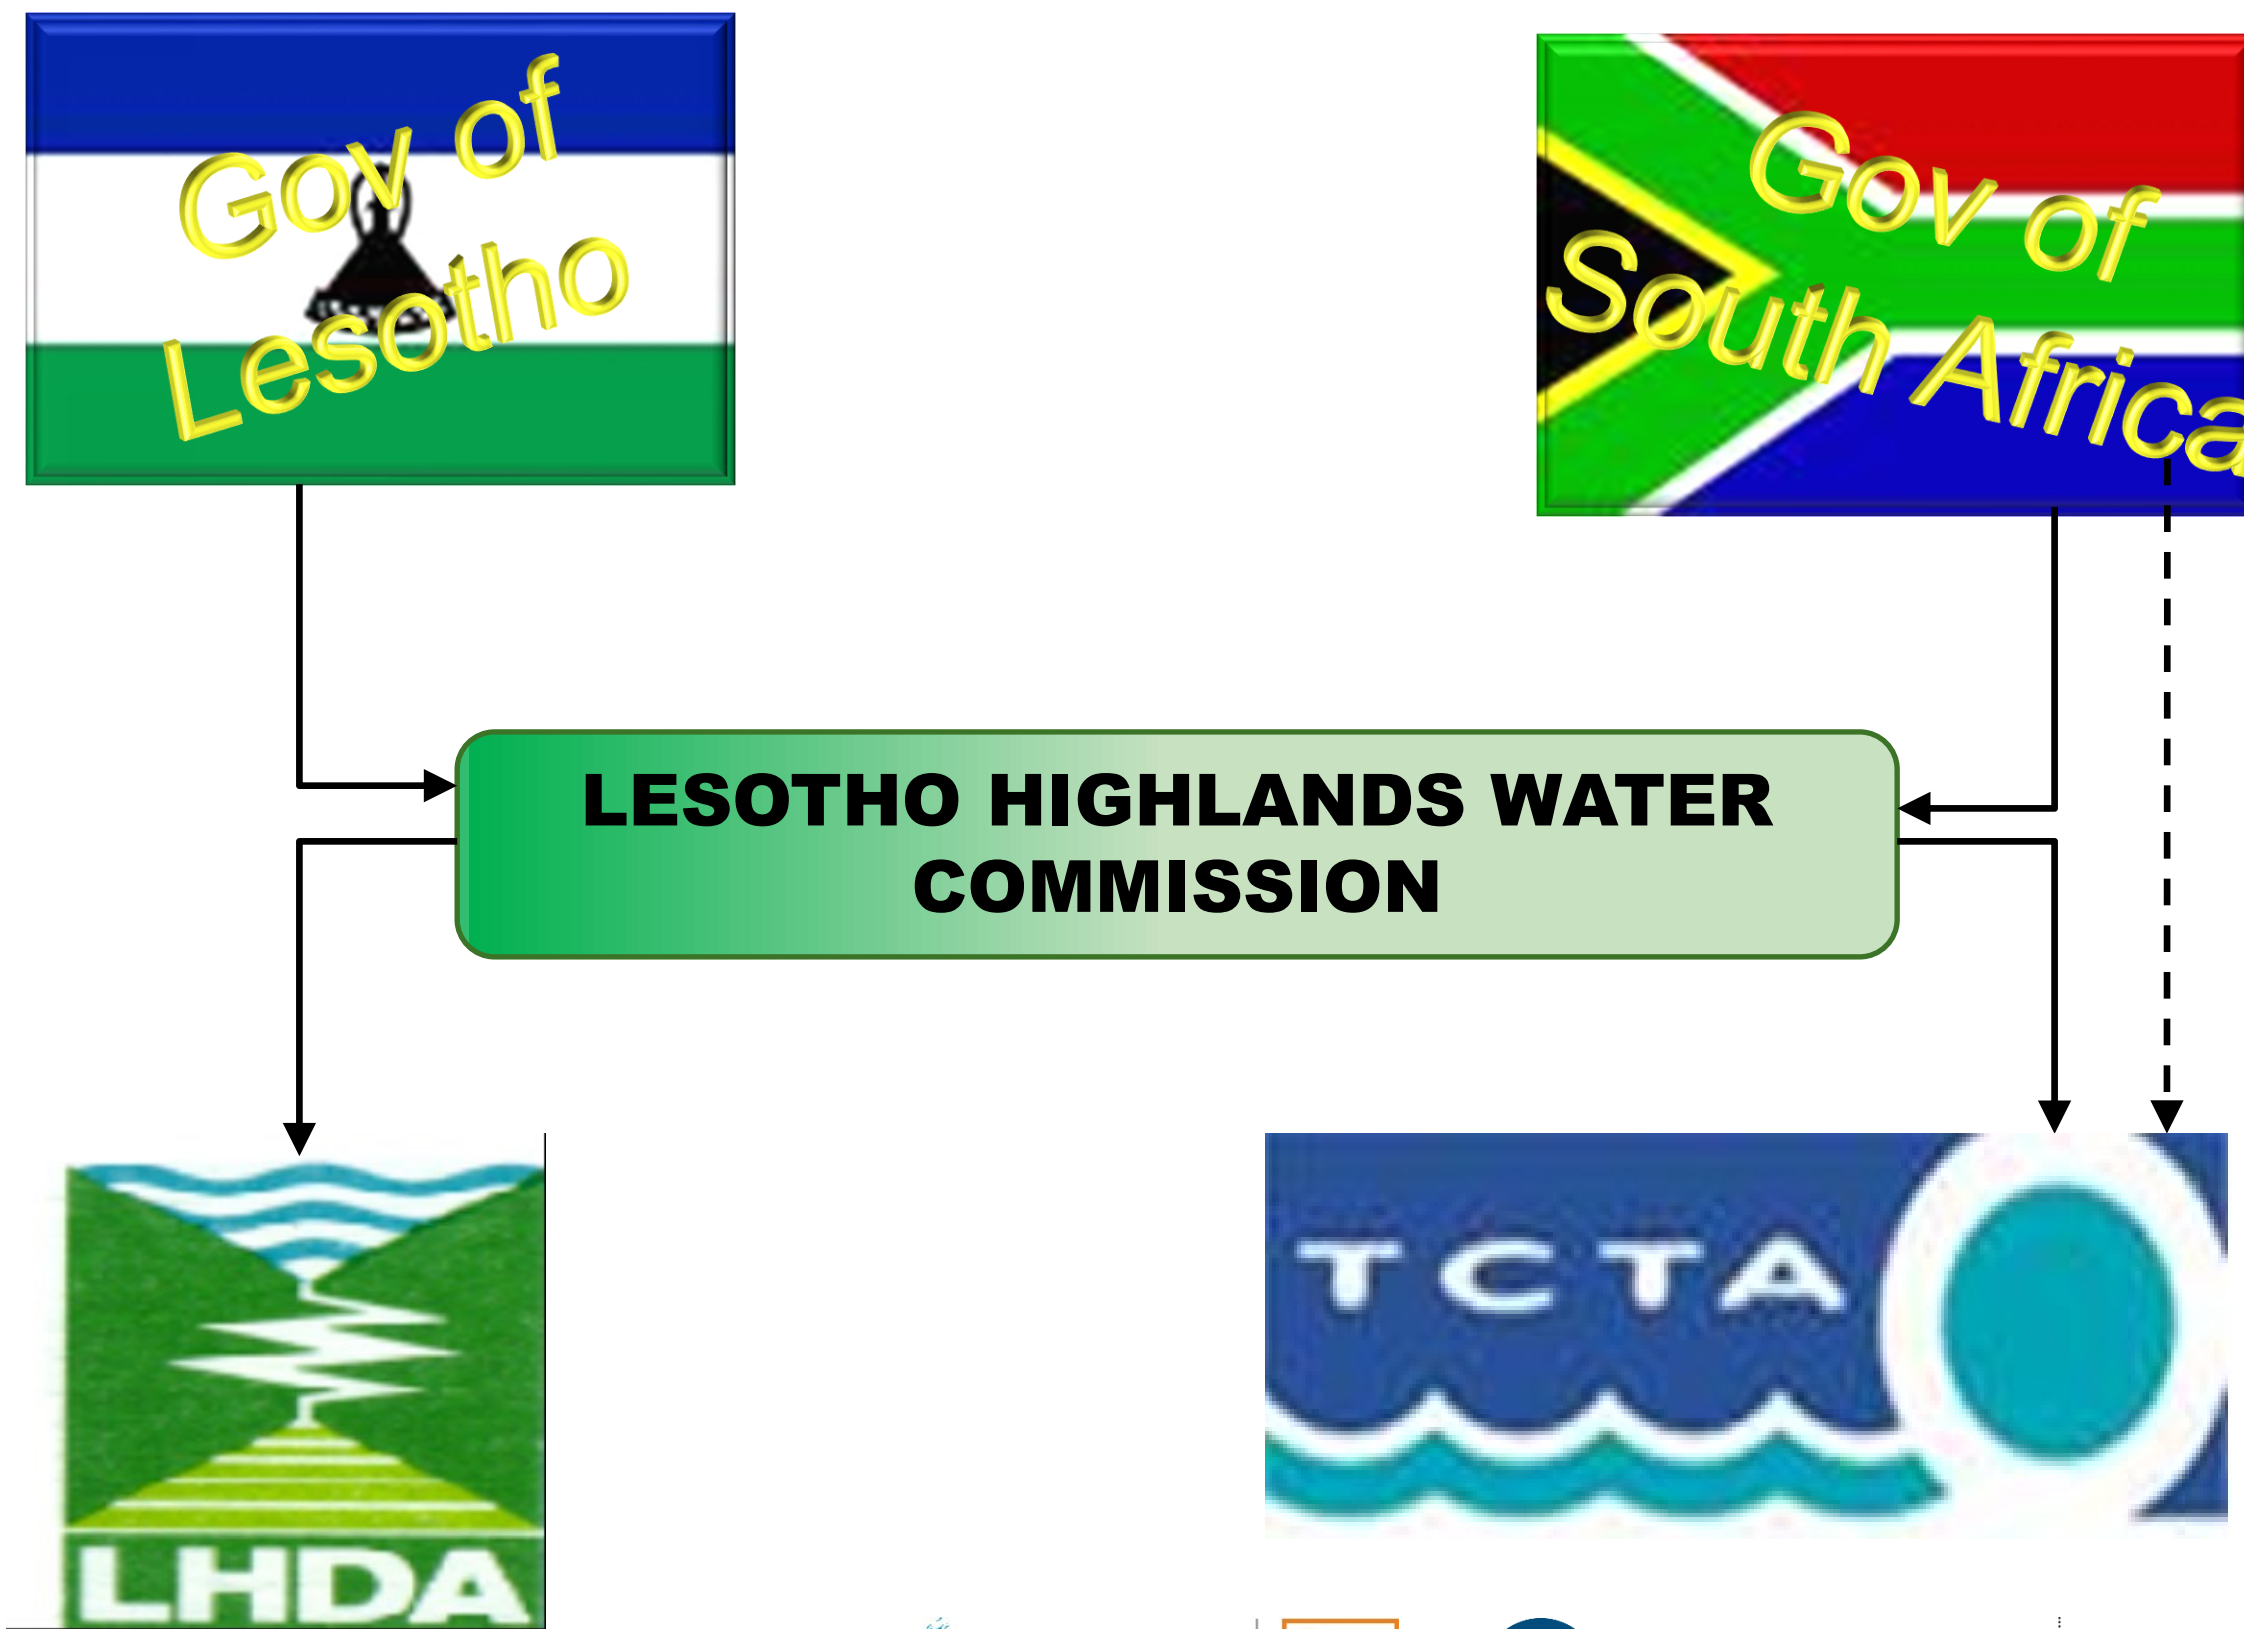 Gov of
Lesotho
Gov of
South Africa
LESOTHO HIGHLANDS WATER
COMMISSION
TCTA
LHDA